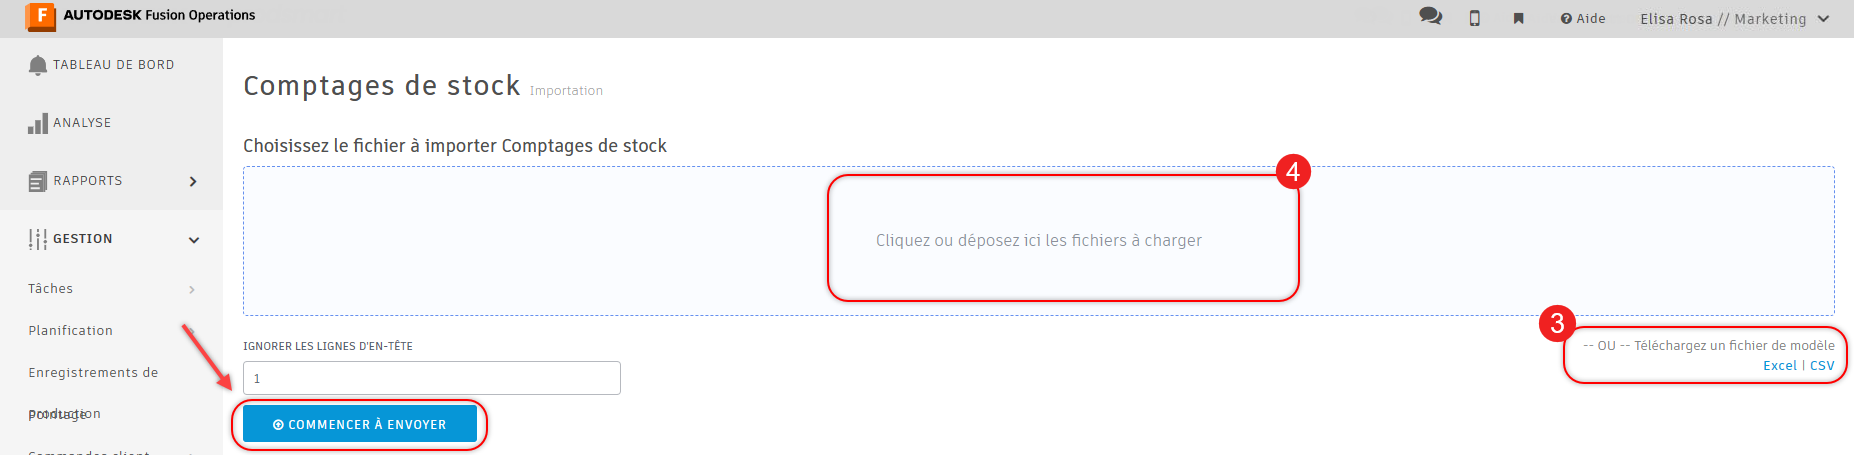 F AUTODESK Fusion Operations
Aide
Elisa Rosa // Marketing
TABLEAU DE BORD
ANALYSE
RAPPORTS
GESTION
Tâches
Planification
Enregistrements de
production
Pointage
Commandes client
Comptages de stock Importation
Choisissez le fichier à importer Comptages de stock
4
Cliquez ou déposez ici les fichiers à charger
3
-- OU -- Téléchargez un fichier de modèle
Excel | CSV
IGNORER LES LIGNES D'EN-TÊTE
1
COMMENCER À ENVOYER